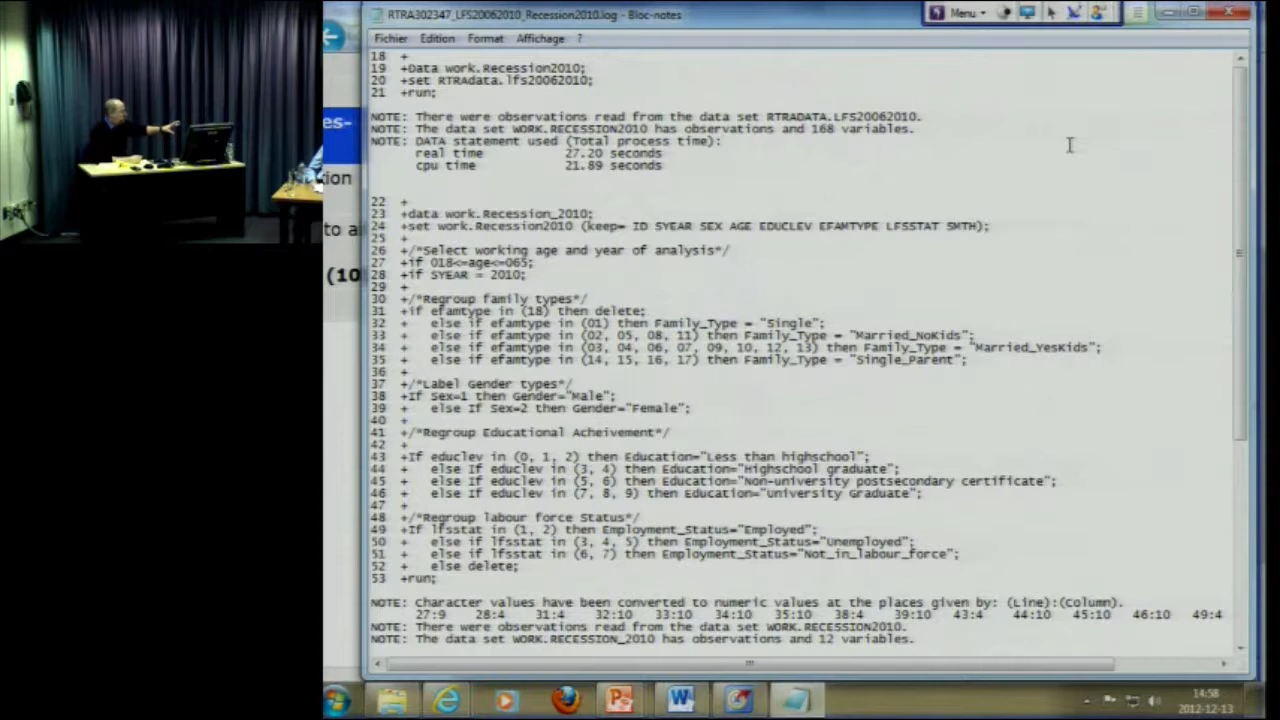 RTRA302347_LFS20062010_Recession2010.log - Bloc-notes
Menu
Fichier Edition Format Affichage ?
18 +
19 +Data work.Recession2010;
20 +set RTRAdata.lfs20062010;
21 +run;
NOTE: There were observations read from the data set RTRADATA.LFS20062010.
NOTE: The data set WORK.RECESSION2010 has observations and 168 variables.
NOTE: DATA statement used (Total process time):
real time 27.20 seconds
cpu time 21.89 seconds
22 +
23 +data work.Recession_2010;
24 +set work.Recession2010 (keep= ID SYEAR SEX AGE EDUCLEV EFAMTYPE LFSSTAT SMTH);
25 +
26 +/*Select working age and year of analysis*/
27 +if 018<=age<=065;
28 +if SYEAR = 2010;
29 +
30 +/*Regroup family types*/
31 +if efamtype in (18) then delete;
32 + else if efamtype in (01) then Family_Type = "Single";
33 + else if efamtype in (02, 05, 08, 11) then Family_Type = "Married_NoKids";
34 + else if efamtype in (03, 04, 06, 07, 09, 10, 12, 13) then Family_Type = "Married_YesKids";
35 + else if efamtype in (14, 15, 16, 17) then Family_Type = "Single_Parent";
36 +
37 +/*Label Gender types*/
38 +If Sex=1 then Gender="Male";
39 + else If Sex=2 then Gender="Female";
40 +
41 +/*Regroup Educational Acheivement*/
42 +
43 +If educlev in (0, 1, 2) then Education="Less than highschool";
44 + else If educlev in (3, 4) then Education="Highschool graduate";
45 + else If educlev in (5, 6) then Education="Non-university postsecondary certificate";
46 + else If educlev in (7, 8, 9) then Education="University Graduate";
47 +
48 +/*Regroup labour force Status*/
49 +If lfsstat in (1, 2) then Employment_Status="Employed";
50 + else if lfsstat in (3, 4, 5) then Employment_Status="Unemployed";
51 + else if lfsstat in (6, 7) then Employment_Status="Not_in_labour_force";
52 + else delete;
53 +run;
NOTE: Character values have been converted to numeric values at the places given by: (Line):(Column).
27:9 28:4 31:4 32:10 33:10 34:10 35:10 38:4 39:10 43:4 44:10 45:10 46:10 49:4
NOTE: There were observations read from the data set WORK.RECESSION2010.
NOTE: The data set WORK.RECESSION_2010 has observations and 12 variables.
es-
tion
to a
(10
14:58
2012-12-13